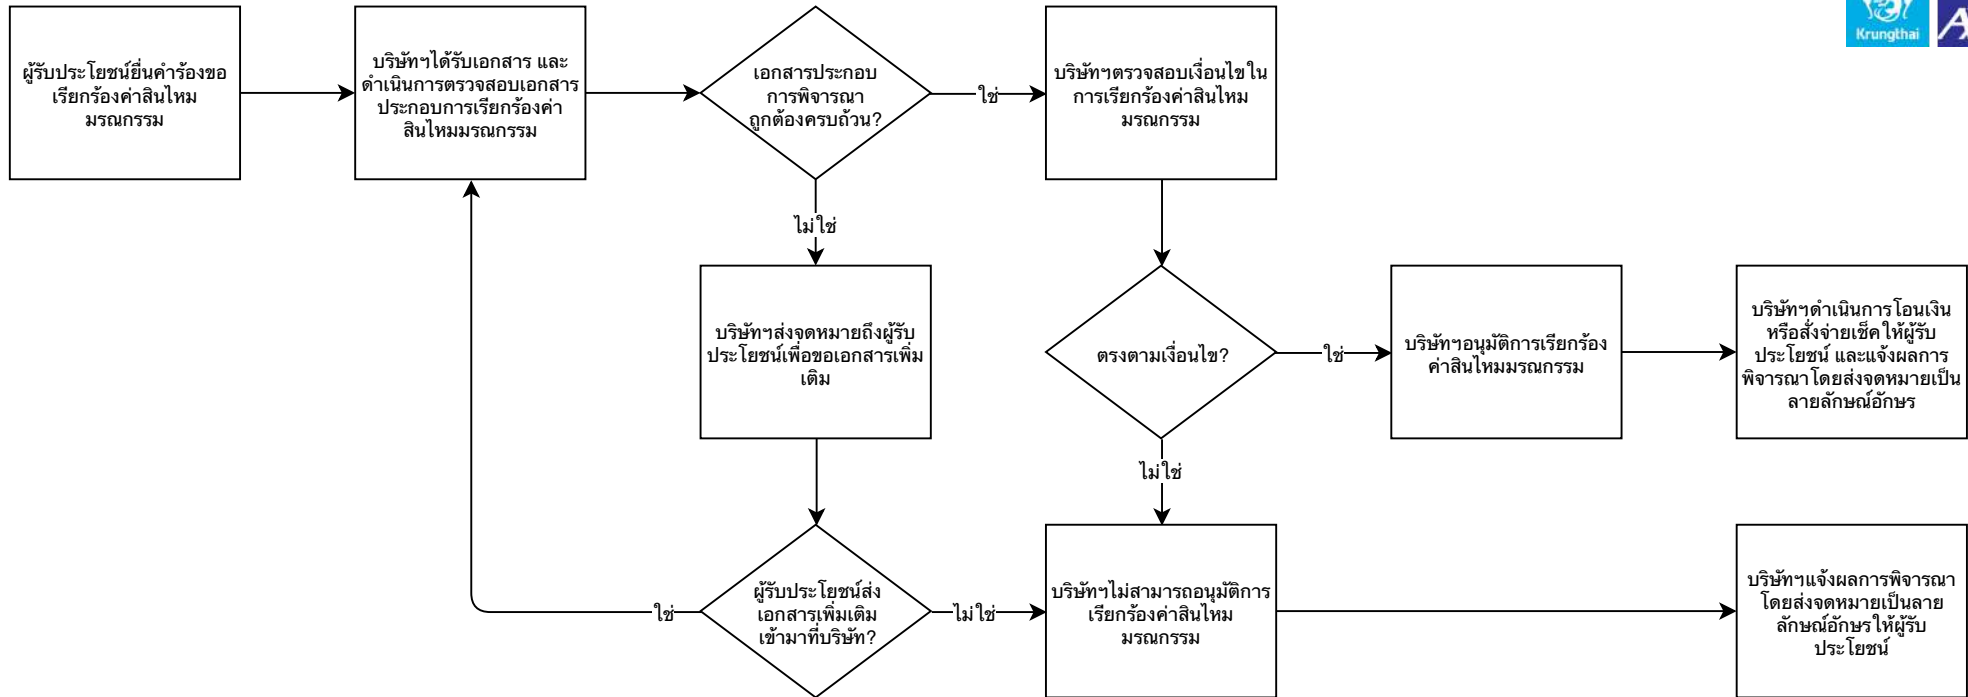 Krungthai
ผู้รับประโยชน์ยื่นคำร้องขอ
เรียกร้องค่าสินไหม
มรณกรรม
บริษัทฯได้รับเอกสาร และ
ดำเนินการตรวจสอบเอกสาร
ประกอบการเรียกร้องค่า
สินไหมมรณกรรม
เอกสารประกอบ
การพิจารณา
ถูกต้องครบถ้วน?
ใช่
บริษัทฯตรวจสอบเงื่อนไขใน
การเรียกร้องค่าสินไหม
มรณกรรม
ไม่ใช่
บริษัทฯส่งจดหมายถึงผู้รับ
ประโยชน์เพื่อขอเอกสารเพิ่ม
เติม
ตรงตามเงื่อนไข?
ใช่
บริษัทฯอนุมัติการเรียกร้อง
ค่าสินไหมมรณกรรม
บริษัทฯดำเนินการโอนเงิน
หรือสั่งจ่ายเช็คให้ผู้รับ
ประโยชน์ และแจ้งผลการ
พิจารณาโดยส่งจดหมายเป็น
ลายลักษณ์อักษร
ไม่ใช่
ใช่
ผู้รับประโยชน์ส่ง
เอกสารเพิ่มเติม
เข้ามาที่บริษัท?
ไม่ใช่
บริษัทฯไม่สามารถอนุมัติการ
เรียกร้องค่าสินไหม
มรณกรรม
บริษัทฯแจ้งผลการพิจารณา
โดยส่งจดหมายเป็นลาย
ลักษณ์อักษรให้ผู้รับ
ประโยชน์